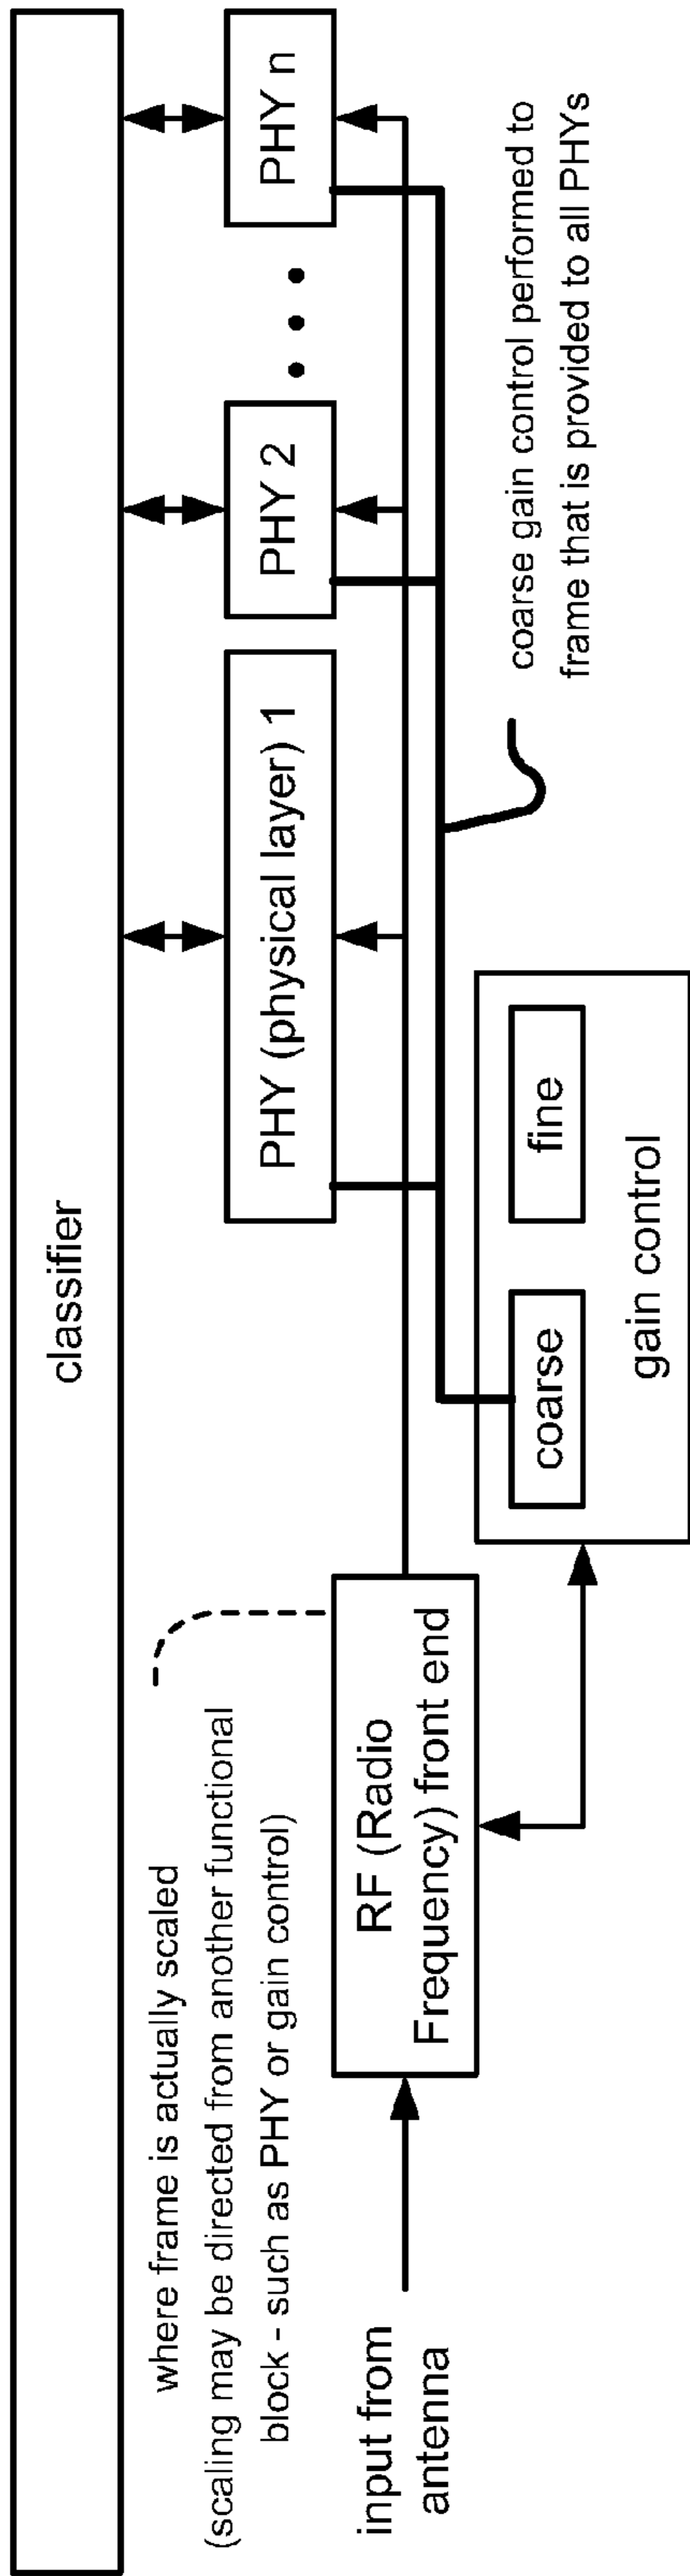 classifier
where frame is actually scaled
(scaling may be directed from another functional
block - such as PHY or gain control)
PHY (physical layer) 1
PHY 2
PHY n
input from
antenna
RF (Radio
Frequency) front end
coarse
fine
gain control
coarse gain control performed to
frame that is provided to all PHYs